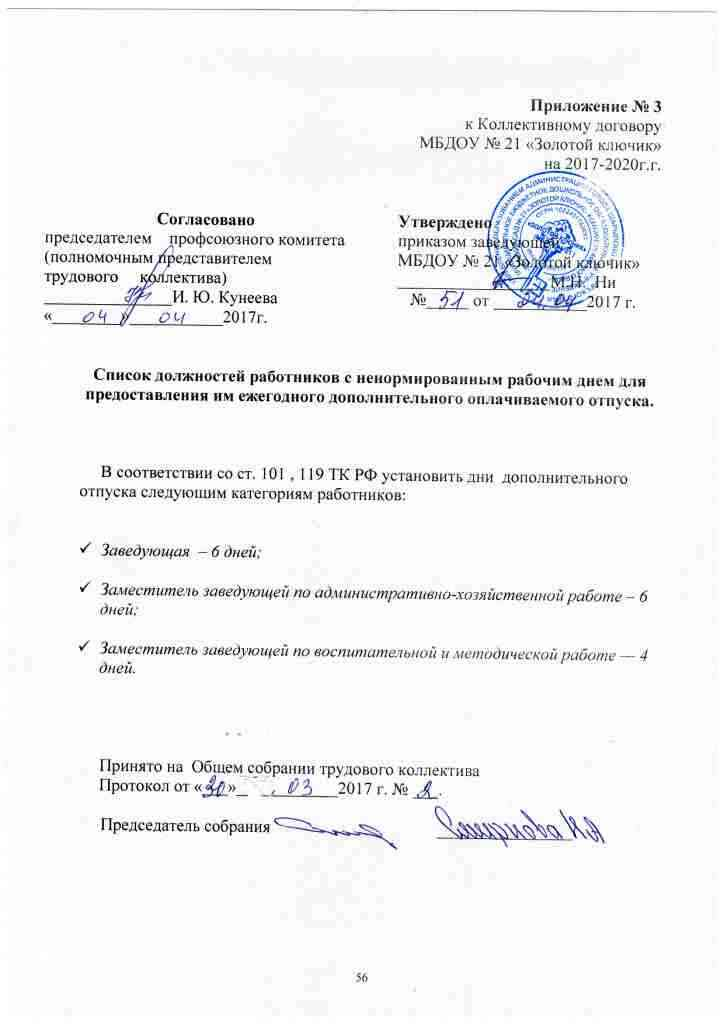 Приложение № 3
к Коллективному договору
МБДОУ № 21 «Золотой ключик»
на 2017-2020г.г.
Согласовано
председателем профсоюзного комитета
(полномочным представителем
трудового коллектива)
И. Ю. Кунеева
«04» 04 2017г.
Утверждено
приказом заведующей
МБДОУ № 21 «Золотой ключик»
М.Н. Ни
№ 51 от 04 2017 г.
Список должностей работников с ненормированным рабочим днем для
предоставления им ежегодного дополнительного оплачиваемого отпуска.
В соответствии со ст. 101 , 119 ТК РФ установить дни дополнительного
отпуска следующим категориям работников:
✓ Заведующая – 6 дней;
✓ Заместитель заведующей по административно-хозяйственной работе – 6
дней;
✓ Заместитель заведующей по воспитательной и методической работе — 4
дней.
Принято на Общем собрании трудового коллектива
Протокол от «30» .03 2017 г. № 2.
Председатель собрания Смирнова Н А
56